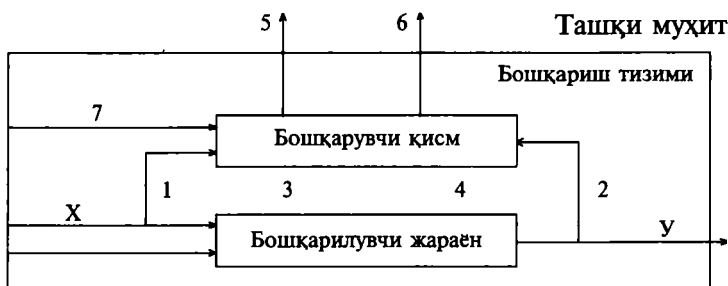 5 6 Ташқи муҳит
Бошқариш тизими
7
Бошқарувчи қисм
1 3 4 2
X У
Бошқарилувчи жараён